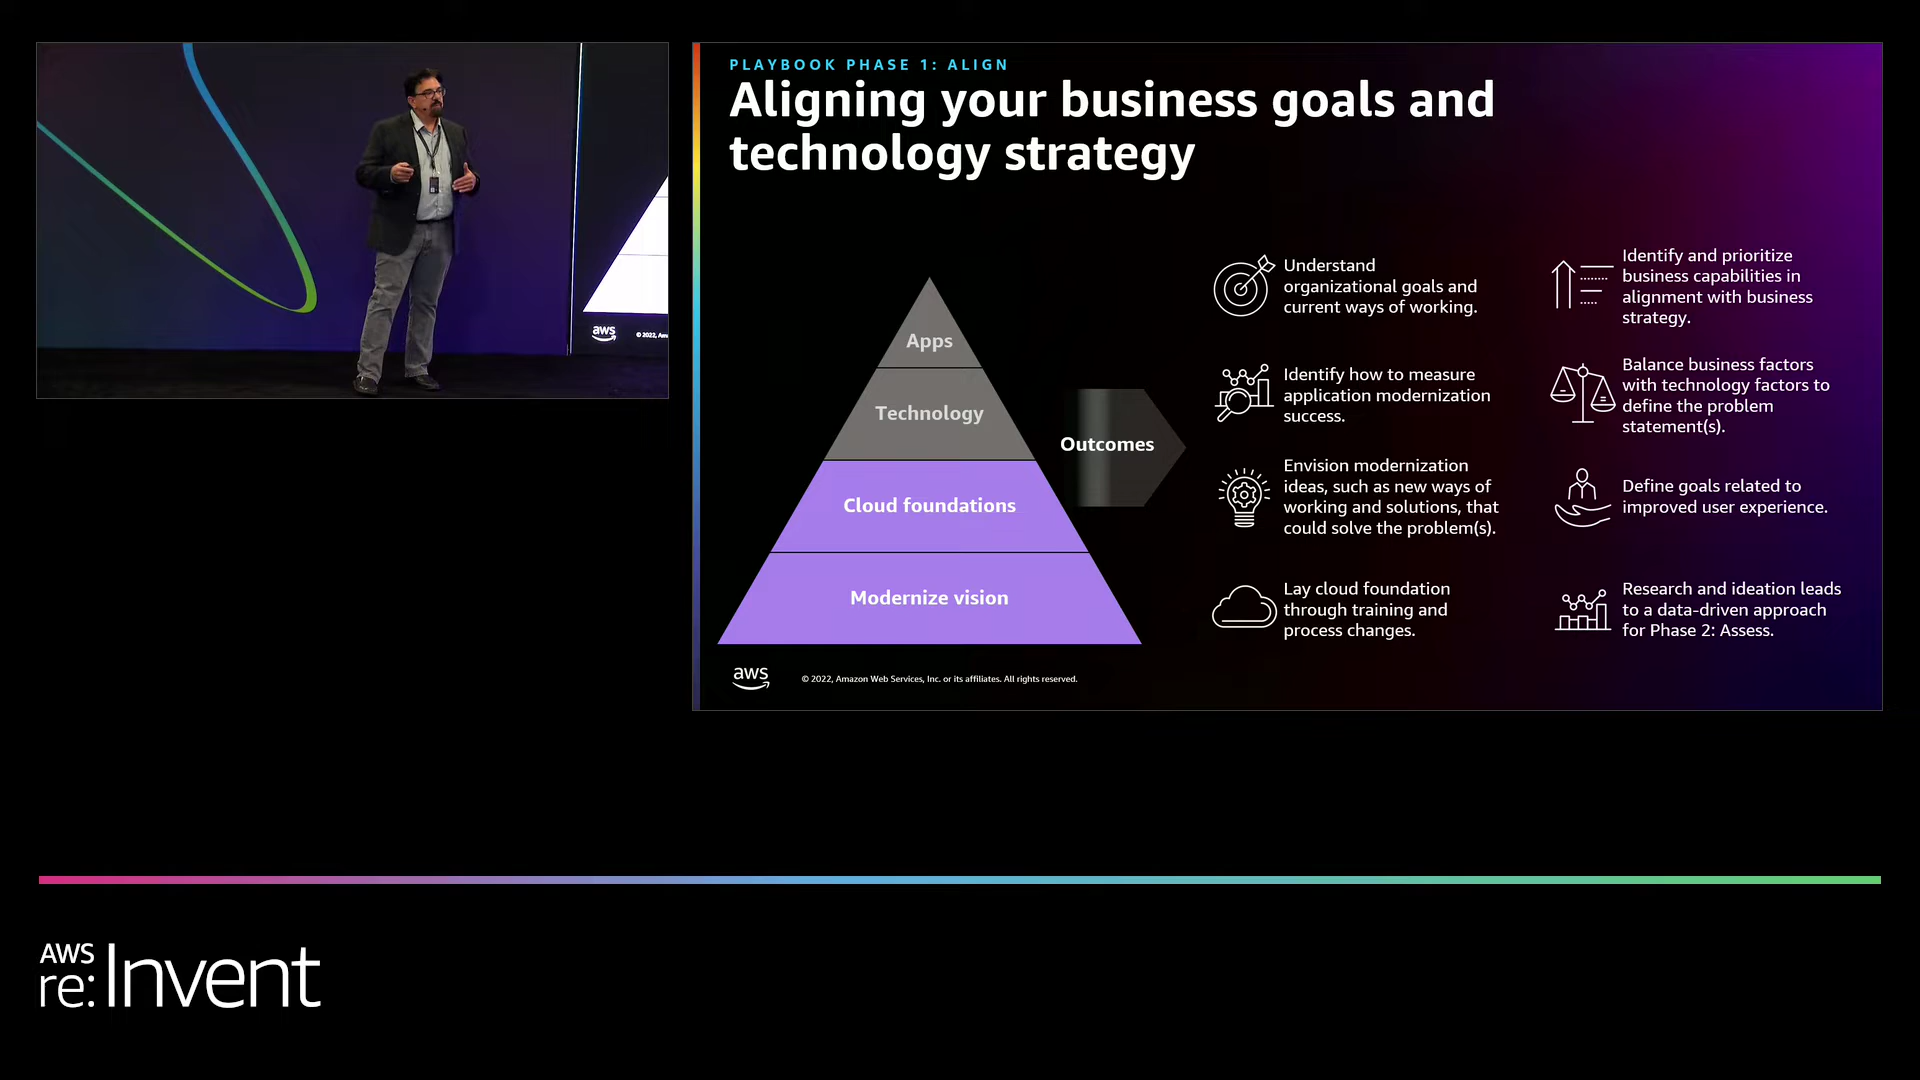 aws
© 2022, Am
PLAYBOOK PHASE 1: ALIGN
Aligning your business goals and
technology strategy
Apps
Technology
Cloud foundations
Modernize vision
Outcomes
Understand
organizational goals and
current ways of working.
Identify how to measure
application modernization
success.
Envision modernization
ideas, such as new ways of
working and solutions, that
could solve the problem(s).
Lay cloud foundation
through training and
process changes.
Identify and prioritize
business capabilities in
alignment with business
strategy.
Balance business factors
with technology factors to
define the problem
statement(s).
Define goals related to
improved user experience.
Research and ideation leads
to a data-driven approach
for Phase 2: Assess.
aws
© 2022, Amazon Web Services, Inc. or its affiliates. All rights reserved.
AWS
re:Invent